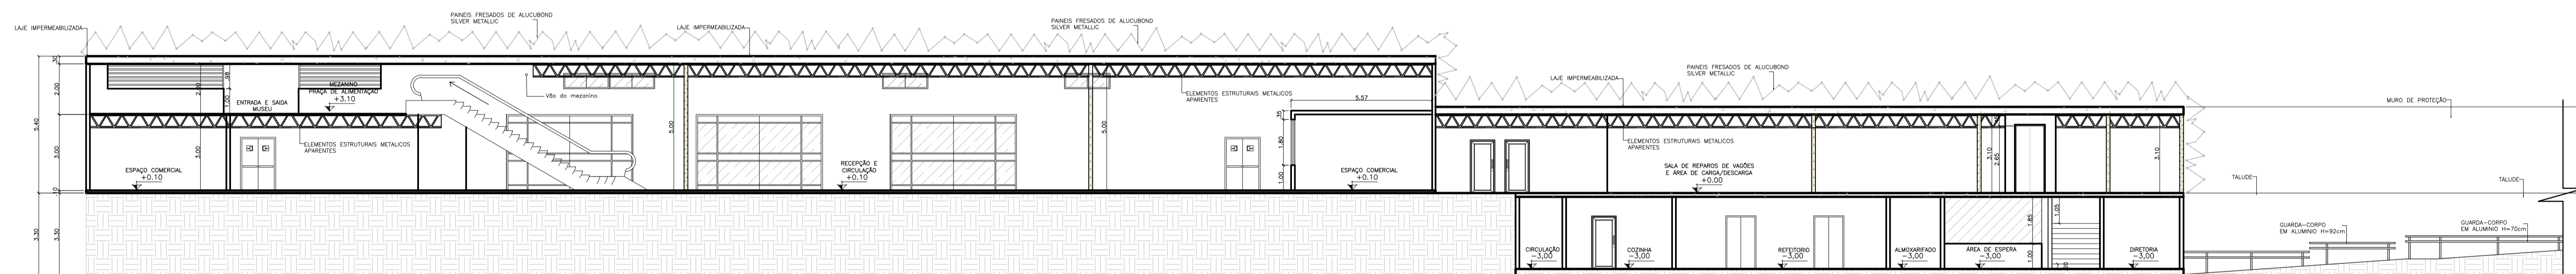 LAJE IMPERMEABILIZADA
PAINEIS FRESADOS DE ALUCUBOND
SILVER METALLIC
LAJE IMPERMEABILIZADA
PAINEIS FRESADOS DE ALUCUBOND
SILVER METALLIC
LAJE IMPERMEABILIZADA
PAINEIS FRESADOS DE ALUCUBOND
SILVER METALLIC
MURO DE PROTEÇÃO
5.40
3.30
30
2.00
3.00
10
3.30
2.80
.98
1.00
ENTRADA E SAIDA
MUSEU
MEZANINO
PRAÇA DE ALIMENTAÇÃO
+3.10
Vão do mezanino
ELEMENTOS ESTRUTURAIS METALICOS
APARENTES
ESPAÇO COMERCIAL
+0.10
3.00
5.00
RECEPÇÃO E
CIRCULAÇÃO
+0.10
5.00
ELEMENTOS ESTRUTURAIS METALICOS
APARENTES
5.57
35
1.80
1.00
ESPAÇO COMERCIAL
+0.10
ELEMENTOS ESTRUTURAIS METALICOS
APARENTES
SALA DE REPAROS DE VAGÕES
E ÁREA DE CARGA/DESCARGA
+0.00
3.10
2.65
3.10
TALUDE
TALUDE
CIRCULAÇÃO
-3,00
COZINHA
-3,00
REFEITORIO
-3,00
ALMOXARIFADO
-3,00
ÁREA DE ESPERA
-3,00
1.85
1.00
1.05
20
DIRETORIA
-3,00
GUARDA-CORPO
EM ALUMINIO H=92cm
GUARDA-CORPO
EM ALUMINIO H=70cm